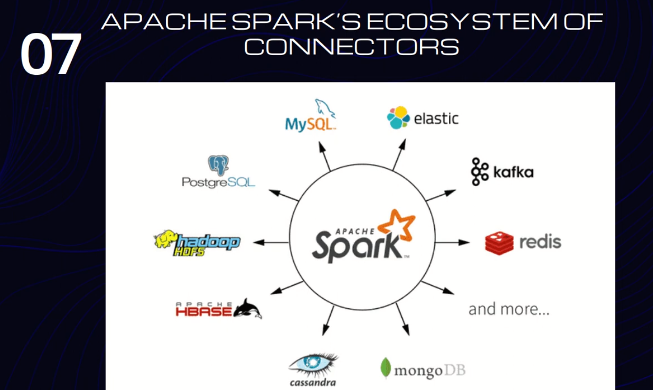 07
APACHE SPARK'S ECOSYSTEM OF
CONNECTORS
MySQL
elastic
PostgreSQL
kafka
hadoop
HDFS
APACHE
Spark
TM
redis
APACHE
HBASE
and more...
cassandra
mongoDB